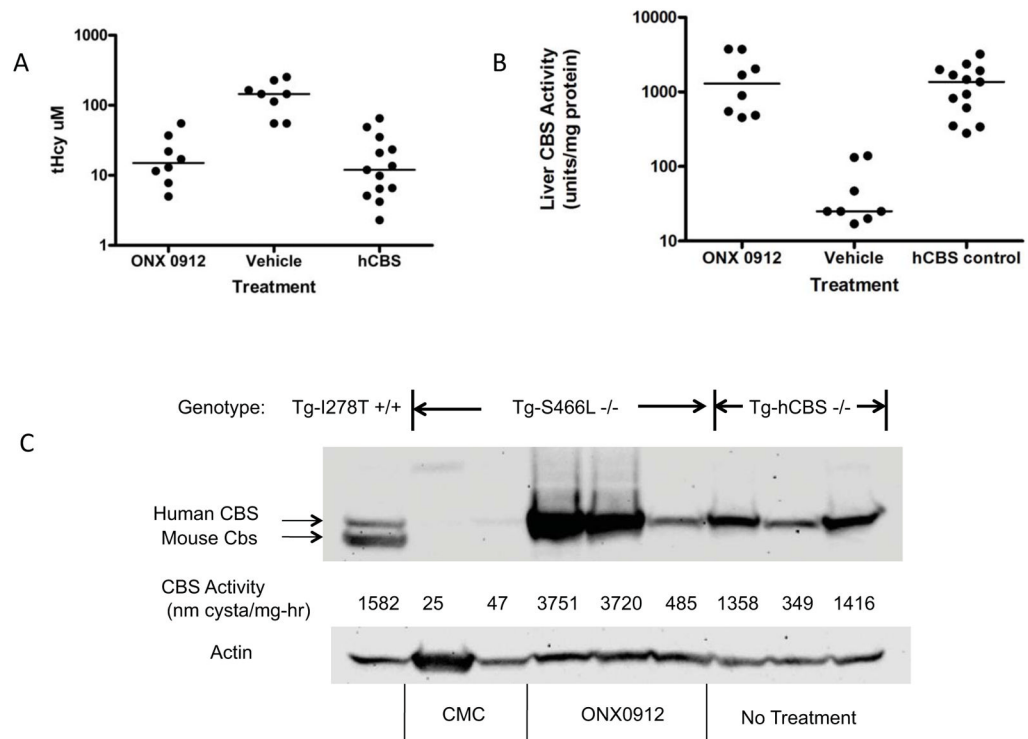 A
tHcy uM
1000
100
10
1
ONX 0912 Vehicle hCBS
Treatment
B
Liver CBS Activity
(units/mg protein)
10000
1000
100
10
ONX 0912 Vehicle hCBS control
Treatment
C
Genotype: Tg-I278T +/+ Tg-S466L -/- Tg-hCBS -/-
Human CBS
Mouse Cbs
CBS Activity
(nm cysta/mg-hr)
1582 25 47 3751 3720 485 1358 349 1416
Actin
CMC ONX0912 No Treatment